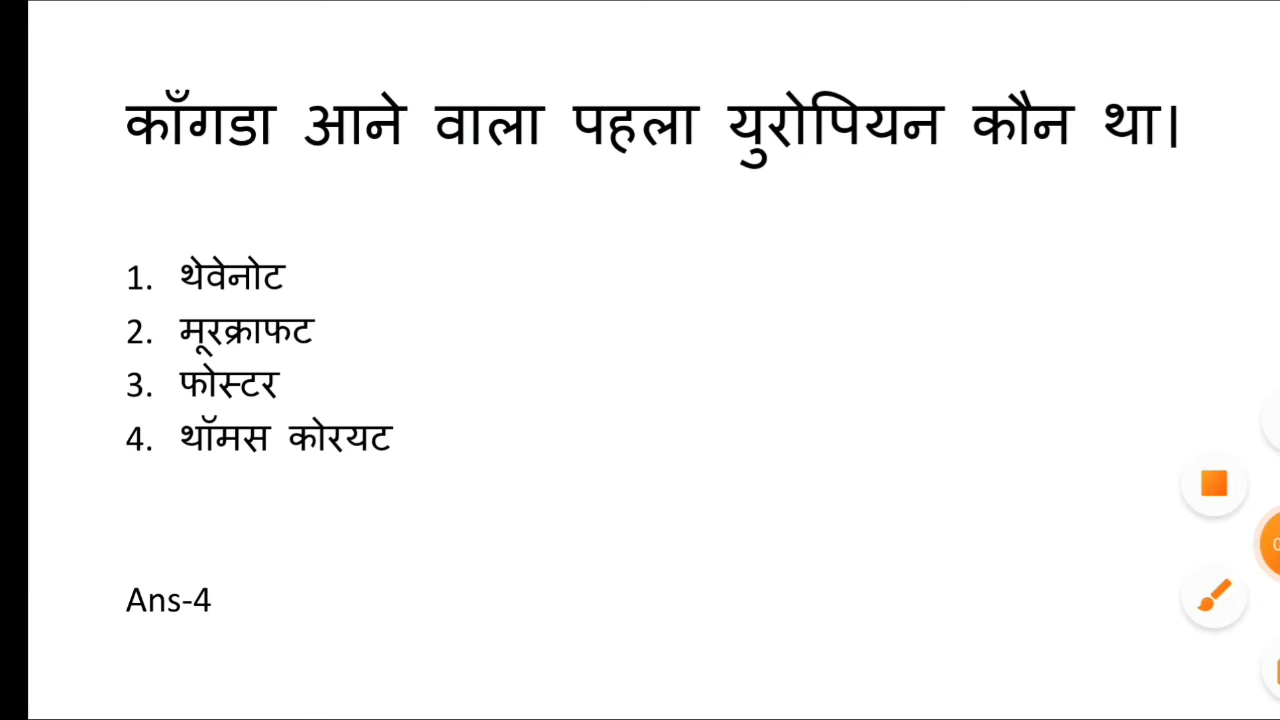 काँगडा आने वाला पहला युरोपियन कौन था।
1. थेवेनोट
2. मूरक्राफट
3. फोस्टर
4. थॉमस कोरयट
Ans-4